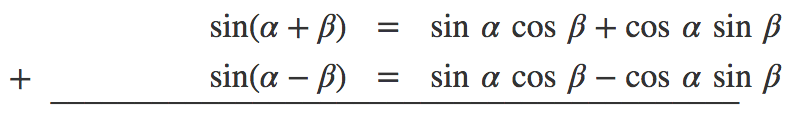 sin(α + β) = sin α cos β + cos α sin β
+ sin(α − β) = sin α cos β − cos α sin β